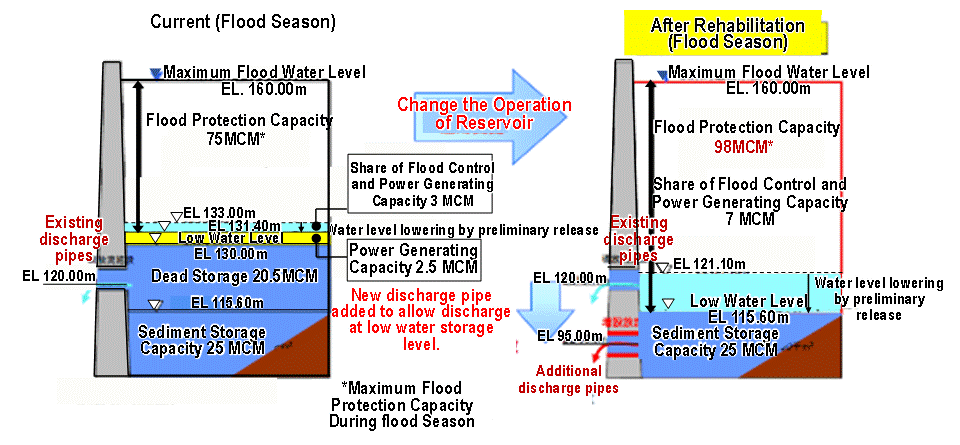 Current (Flood Season)
Maximum Flood Water Level
EL. 160.00m
Flood Protection Capacity
75MCM*
Share of Flood Control
and Power Generating
Capacity 3 MCM
EL 133.00m
EL 131.40m
Water level lowering by preliminary release
Existing
discharge
pipes
Low Water Level
EL 130.00m
Power Generating
Capacity 2.5 MCM
EL 120.00m
Dead Storage 20.5MCM
EL 115.60m
Sediment Storage
Capacity 25 MCM
Change the Operation
of Reservoir
New discharge pipe
added to allow discharge
at low water storage
level.
*Maximum Flood
Protection Capacity
During flood Season
After Rehabilitation
(Flood Season)
Maximum Flood Water Level
EL. 160.00m
Flood Protection Capacity
98MCM*
Share of Flood Control and
Power Generating Capacity
7 MCM
Existing
discharge
pipes
EL 121.10m
EL 120.00m
Water level lowering
by preliminary
release
Low Water Level
EL 115.60m
EL 95.00m
Sediment Storage
Capacity 25 MCM
Additional
discharge pipes